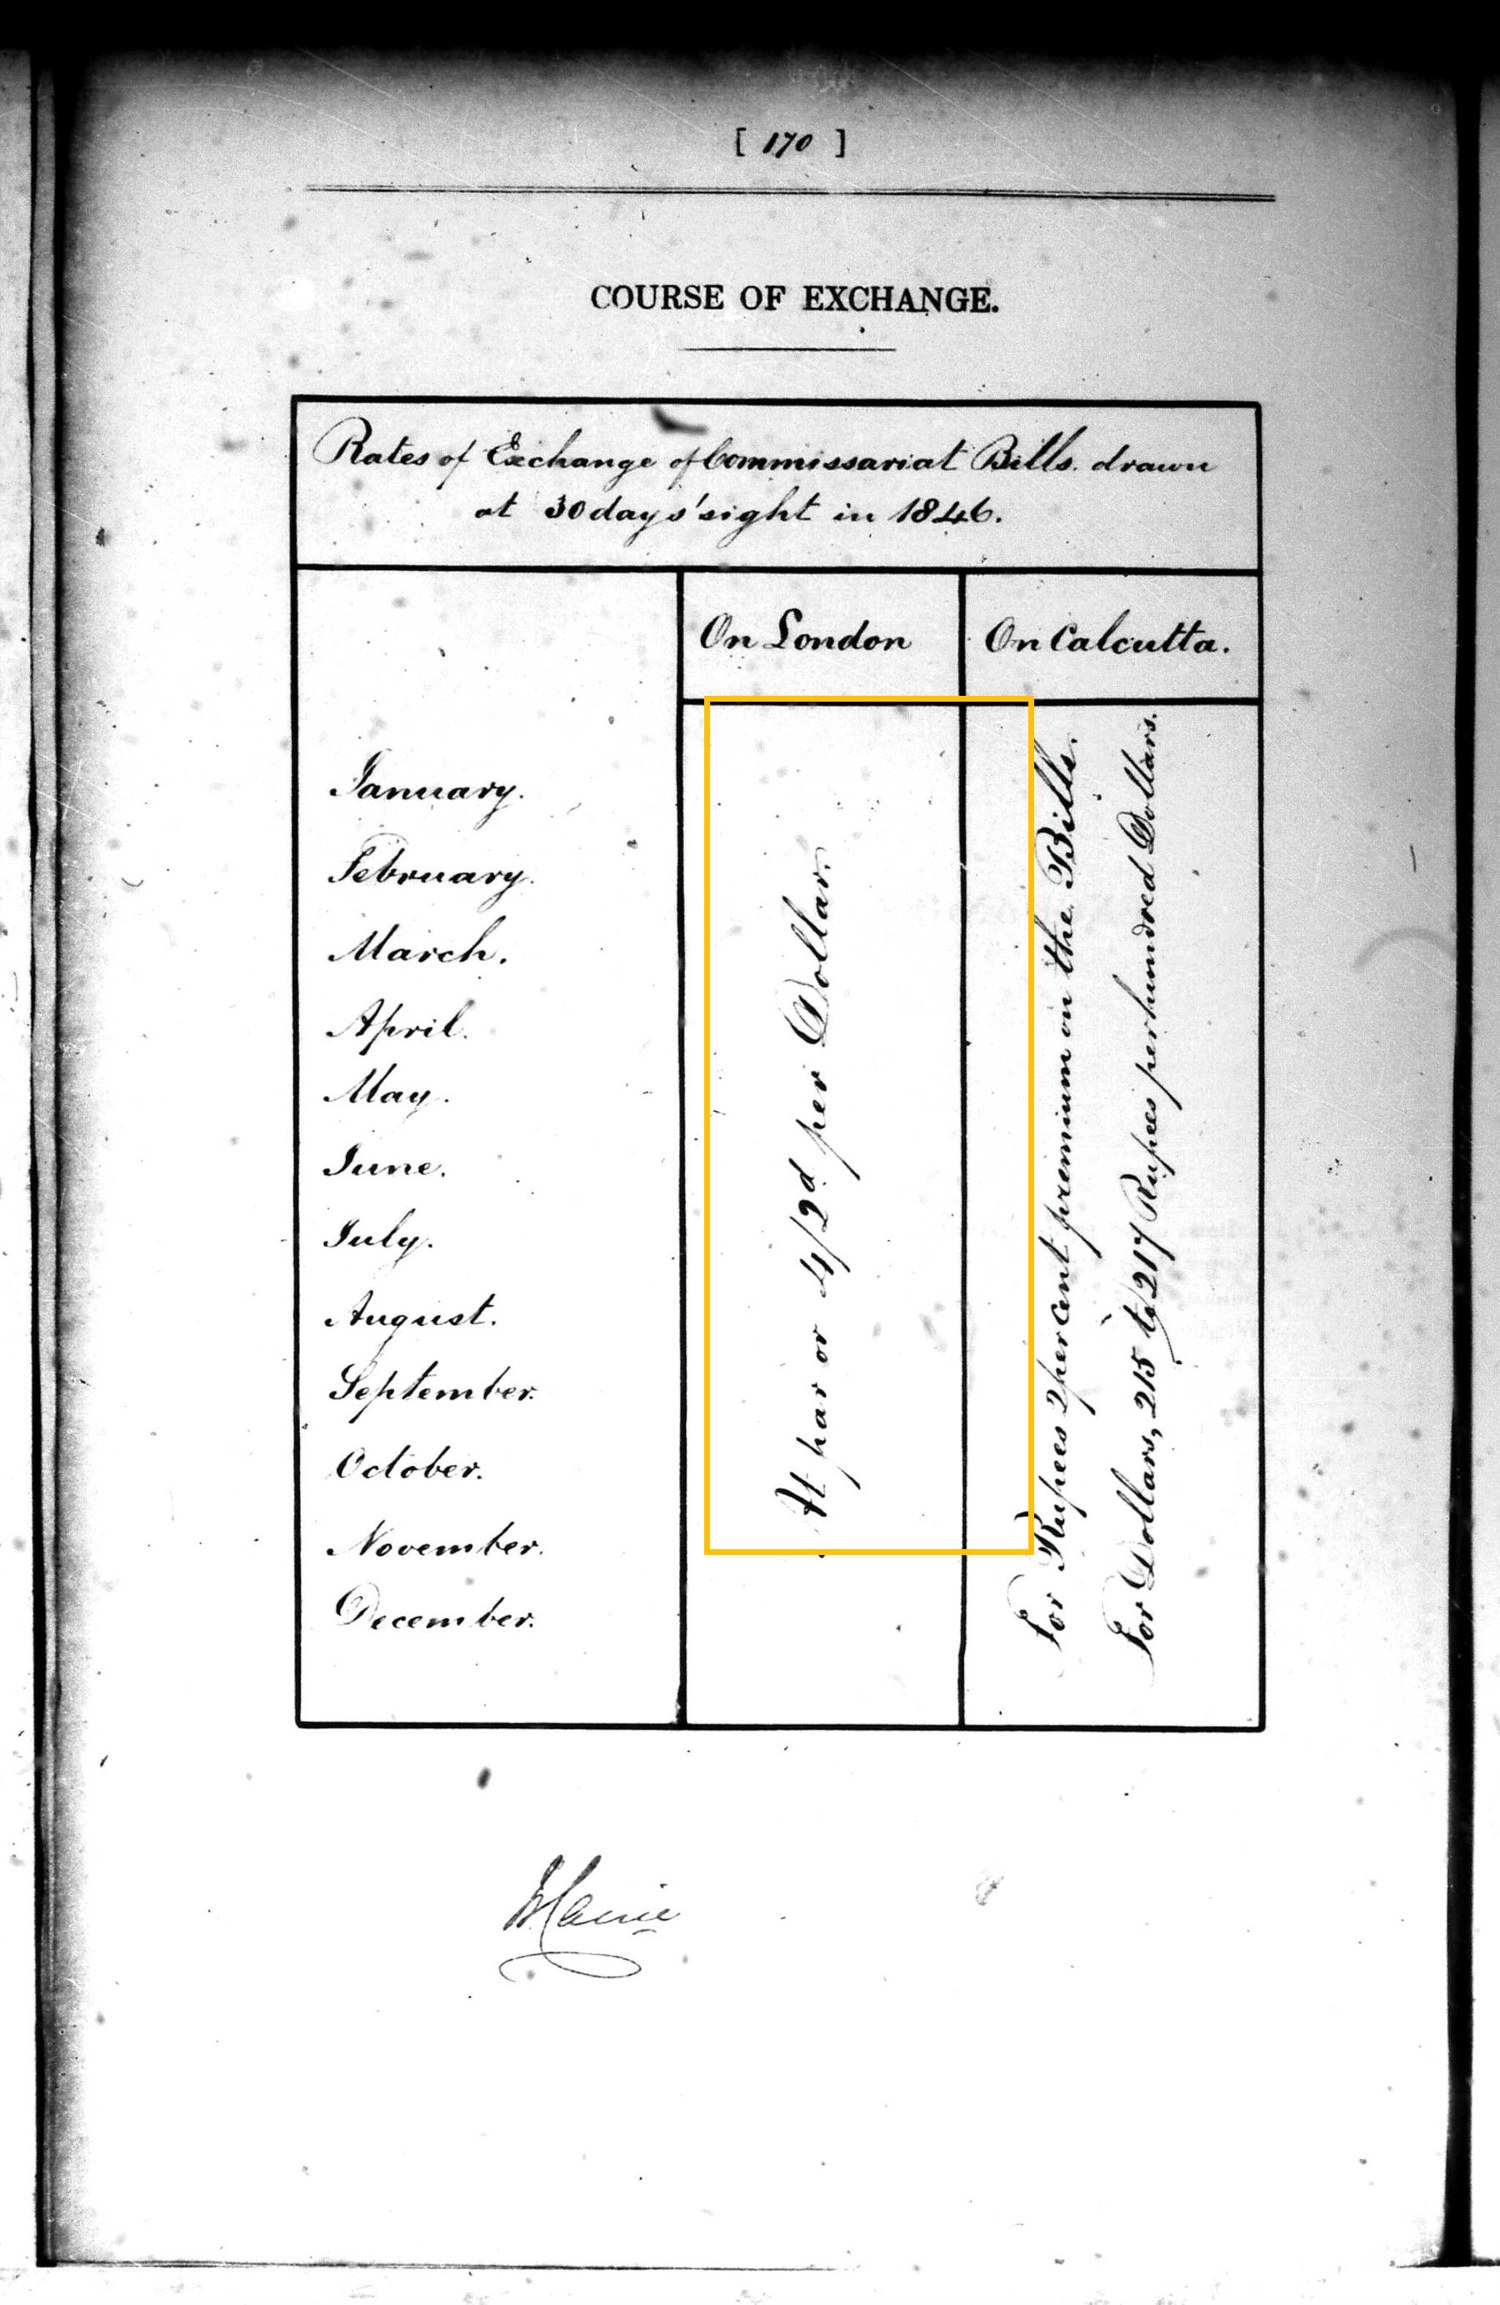 [ 170 ]
COURSE OF EXCHANGE.
Rates of Exchange of Commissariat Bills drawn
at 30 days' sight in 1846.
On London
On Calcutta.
January.
February.
March.
April.
May.
June.
July.
August.
September.
October.
November.
December.
At par or 4/2d per Dollar.
For Rupees 2 per cent premium on the Bills.
For Dollars, 215 to 217 Rupees per hundred Dollars.